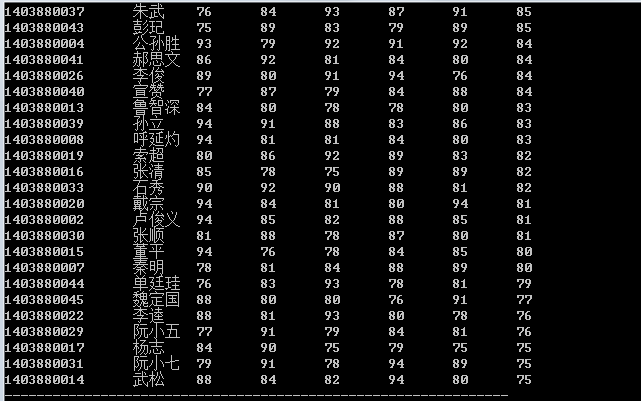 1403880037 朱武 76 84 93 87 91 85
1403880043 彭玘 75 89 83 79 89 85
1403880004 公孙胜 93 79 92 91 92 84
1403880041 郝思文 86 92 81 84 80 84
1403880026 李俊 89 80 91 94 76 84
1403880040 宣赞 77 87 79 84 88 84
1403880013 鲁智深 84 80 78 78 80 83
1403880039 孙立 94 91 88 83 86 83
1403880008 呼延灼 94 81 81 84 80 83
1403880019 索超 80 86 92 89 83 82
1403880016 张清 85 78 75 89 89 82
1403880033 石秀 90 92 90 88 81 82
1403880020 戴宗 94 84 81 80 94 81
1403880002 卢俊义 94 85 82 88 85 81
1403880030 张顺 81 88 78 87 80 81
1403880015 董平 94 76 78 84 85 80
1403880007 秦明 78 81 84 88 89 80
1403880044 单廷珪 76 83 93 78 81 79
1403880045 魏定国 88 80 80 76 91 77
1403880022 李逵 88 81 93 80 78 76
1403880029 阮小五 77 91 79 84 81 76
1403880017 杨志 84 90 75 79 75 75
1403880031 阮小七 79 91 78 94 89 75
1403880014 武松 88 84 82 94 80 75
---------------------------------------------------------------